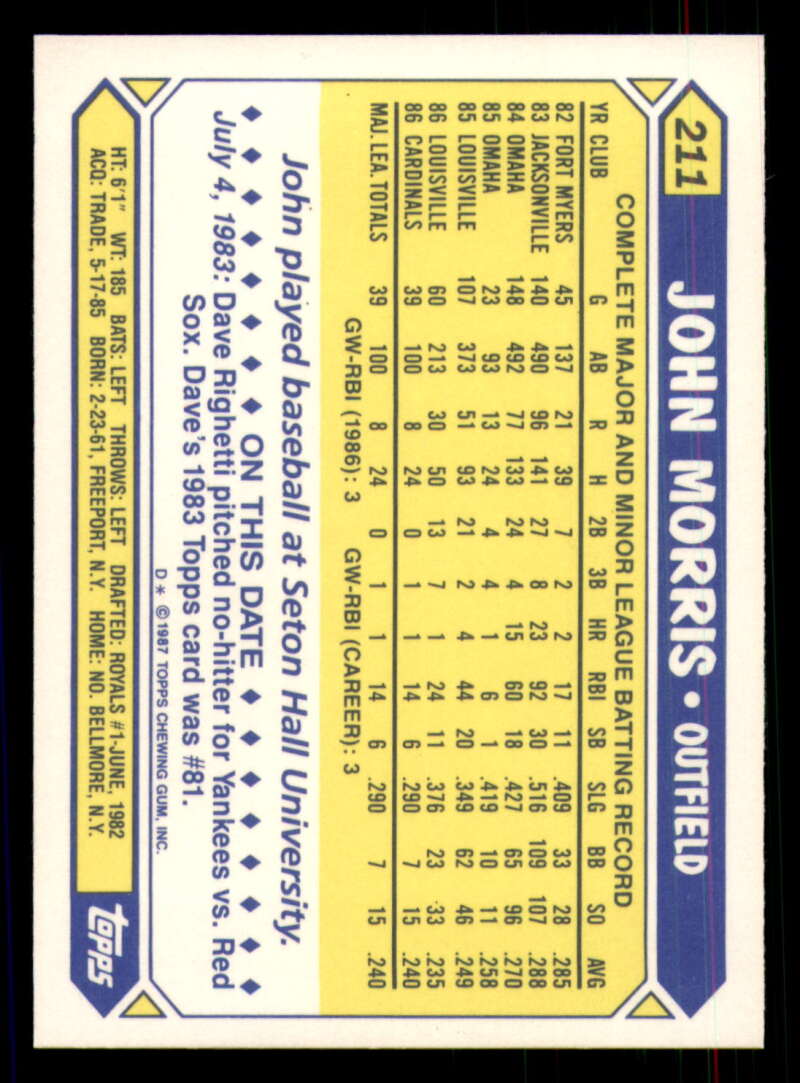 211 JOHN MORRIS • OUTFIELD
COMPLETE MAJOR AND MINOR LEAGUE BATTING RECORD
YR CLUB G AB R H 2B 3B HR RBI SB SLG BB SO AVG
82 FORT MYERS 45 137 21 39 7 2 2 17 11 .409 33 28 .285
83 JACKSONVILLE 140 490 96 141 27 8 23 92 30 .516 109 107 .288
84 OMAHA 148 492 77 133 24 4 15 60 18 .427 65 96 .270
85 OMAHA 23 93 13 24 4 4 1 6 1 .419 10 11 .258
85 LOUISVILLE 107 373 51 93 21 2 4 44 20 .349 62 46 .249
86 LOUISVILLE 60 213 30 50 13 7 1 24 11 .376 23 33 .235
86 CARDINALS 39 100 8 24 0 1 1 14 6 .290 7 15 .240
MAJ. LEA. TOTALS 39 100 8 24 0 1 1 14 6 .290 7 15 .240
GW-RBI (1986): 3 GW-RBI (CAREER): 3
John played baseball at Seton Hall University.
♦ ♦ ♦ ♦ ♦ ♦ ♦ ♦ ON THIS DATE ♦ ♦ ♦ ♦ ♦ ♦ ♦ ♦
July 4, 1983: Dave Righetti pitched no-hitter for Yankees vs. Red
Sox. Dave's 1983 Topps card was #81.
D * ©1987 TOPPS CHEWING GUM, INC.
HT: 6'1" WT: 185 BATS: LEFT THROWS: LEFT DRAFTED: ROYALS #1-JUNE, 1982
ACQ: TRADE, 5-17-85 BORN: 2-23-61, FREEPORT, N.Y. HOME: NO. BELLMORE, N.Y.
topps